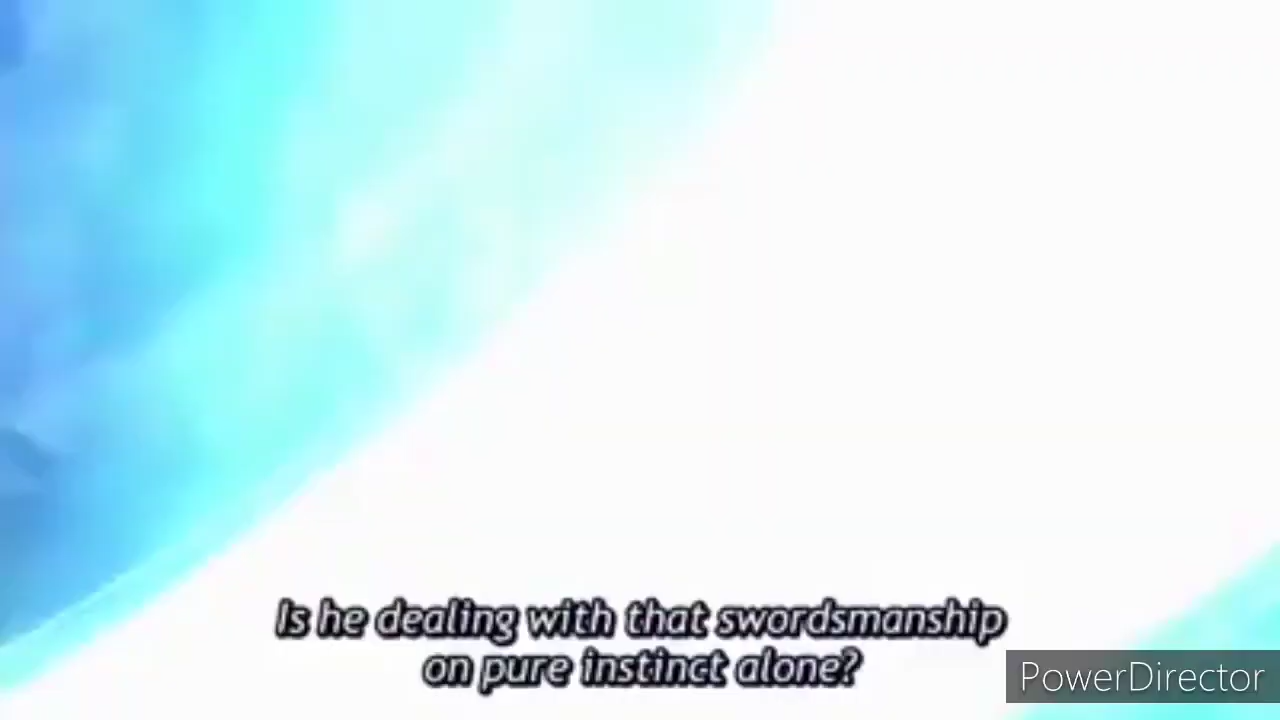 Is he dealing with that swordsmanship
on pure instinct alone?
PowerDirector